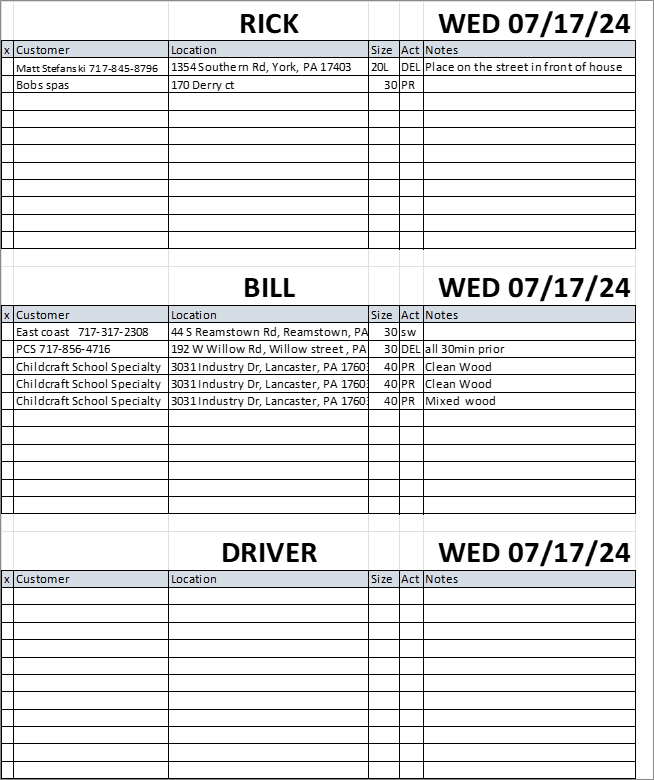 RICK WED 07/17/24
x Customer Location Size Act Notes
Matt Stefanski 717-845-8796 1354 Southern Rd, York, PA 17403 20L DEL Place on the street in front of house
Bobs spas 170 Derry ct 30 PR
BILL WED 07/17/24
x Customer Location Size Act Notes
East coast 717-317-2308 44 S Reamstown Rd, Reamstown, PA 30 sw
PCS 717-856-4716 192 W Willow Rd, Willow street , PA 30 DEL all 30min prior
Childcraft School Specialty 3031 Industry Dr, Lancaster, PA 1760 40 PR Clean Wood
Childcraft School Specialty 3031 Industry Dr, Lancaster, PA 1760 40 PR Clean Wood
Childcraft School Specialty 3031 Industry Dr, Lancaster, PA 1760 40 PR Mixed wood
DRIVER WED 07/17/24
x Customer Location Size Act Notes